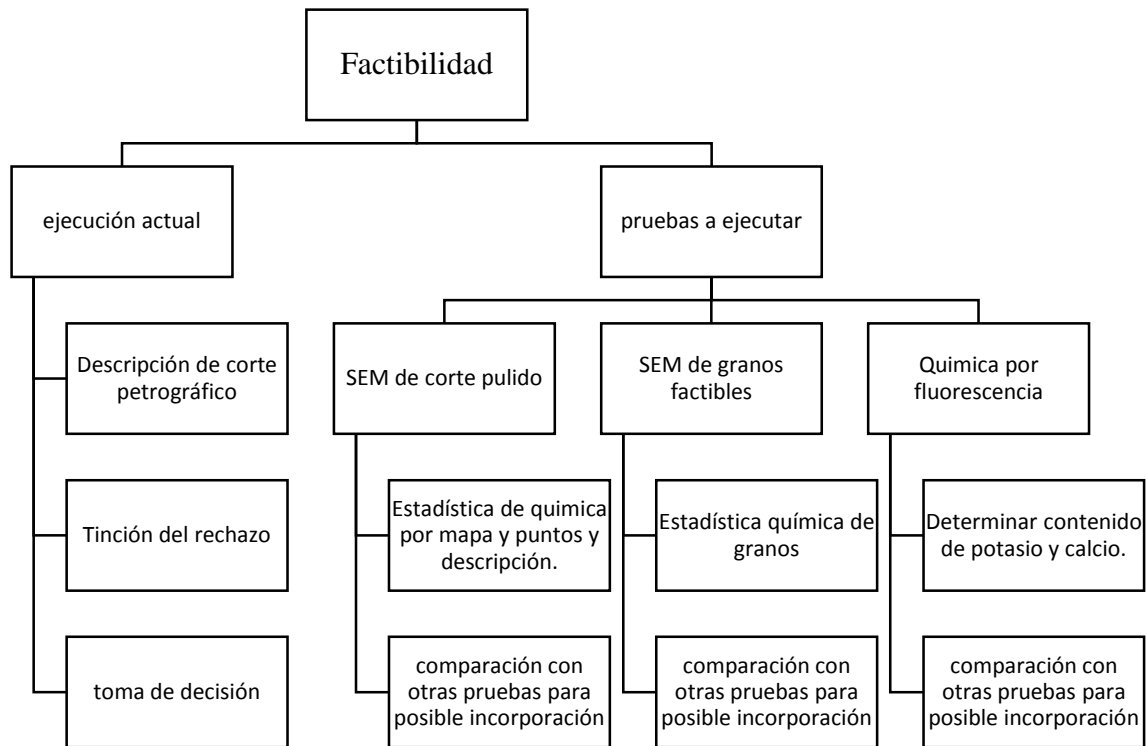 Factibilidad
ejecución actual
pruebas a ejecutar
Descripción de corte
petrográfico
SEM de corte pulido
SEM de granos
factibles
Quimica por
fluorescencia
Tinción del rechazo
Estadística de quimica
por mapa y puntos y
descripción.
Estadística química de
granos
Determinar contenido
de potasio y calcio.
toma de decisión
comparación con
otras pruebas para
posible incorporación
comparación con
otras pruebas para
posible incorporación
comparación con
otras pruebas para
posible incorporación